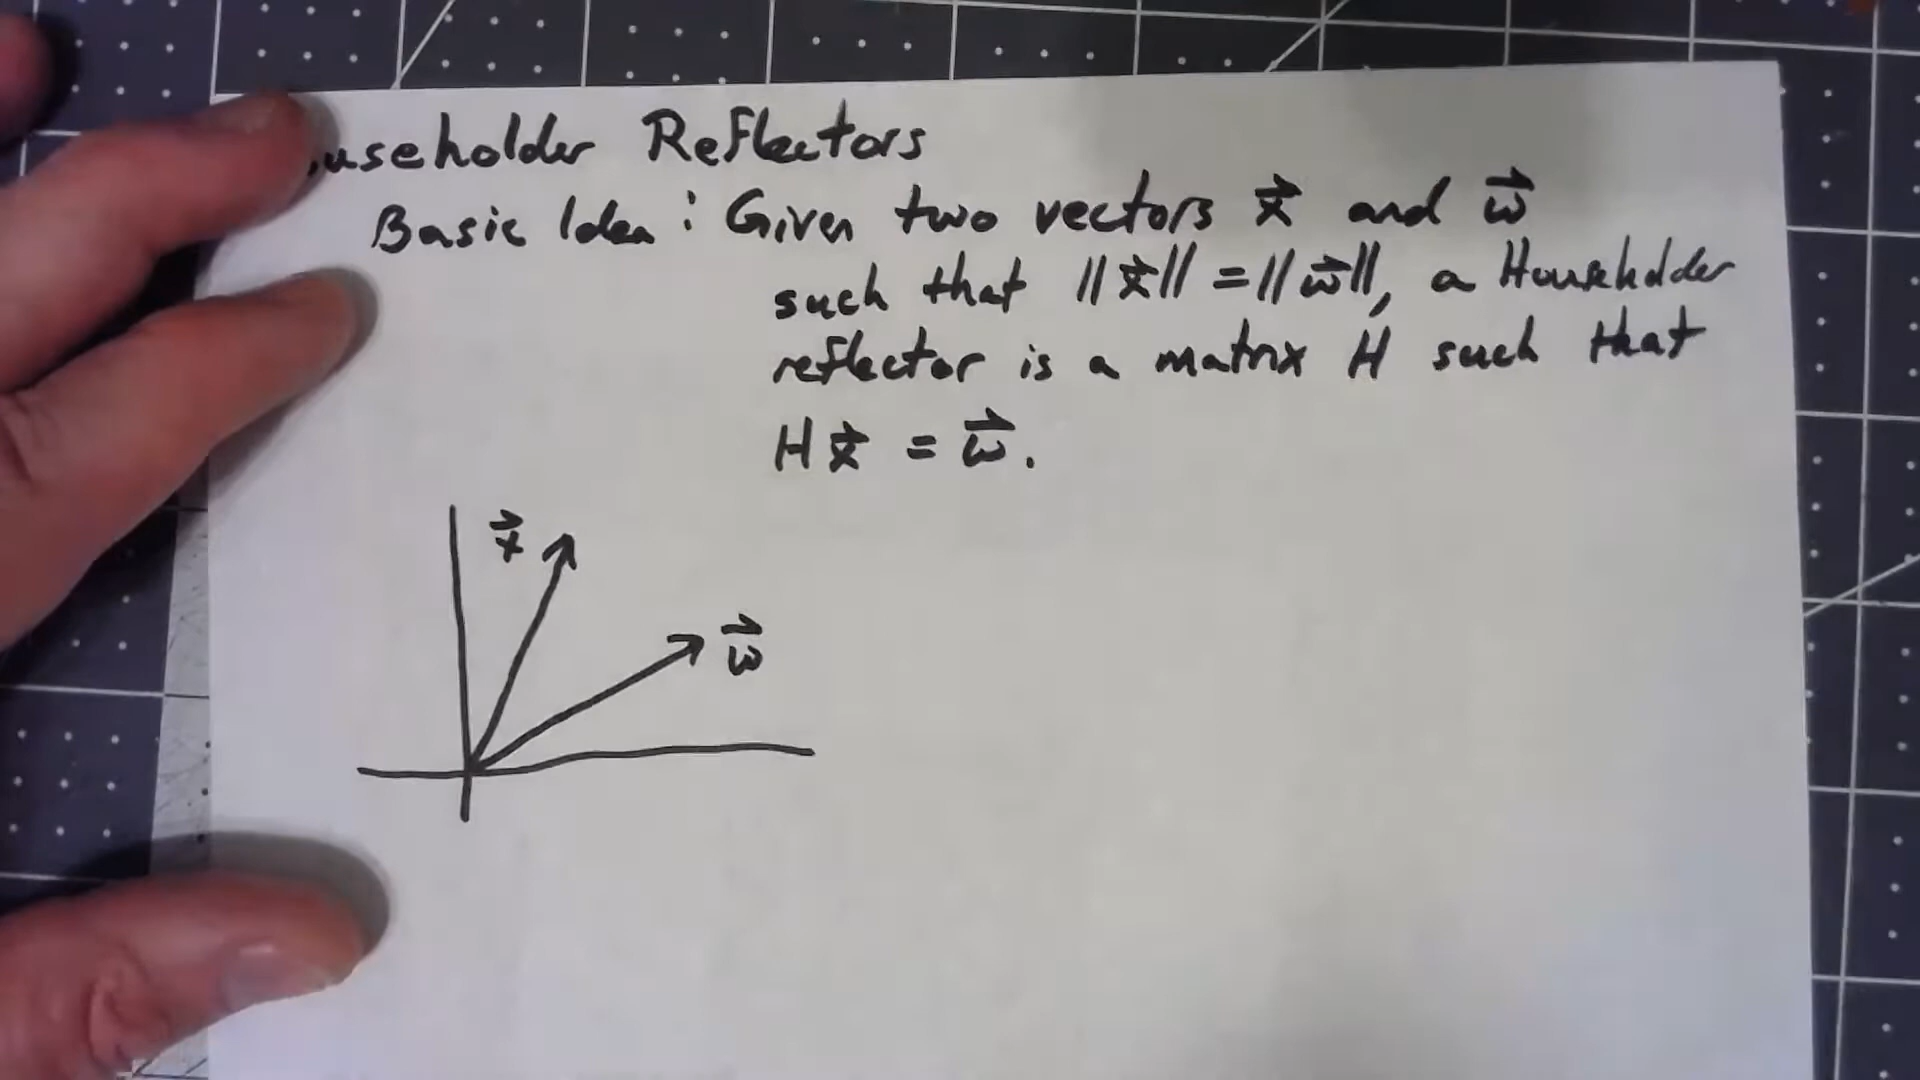 useholder Reflectors
Basic Idea: Given two vectors x⃗ and w⃗
such that ||x⃗|| = ||w⃗||, a Householder
reflector is a matrix H such that
Hx⃗ = w⃗.
x⃗
w⃗